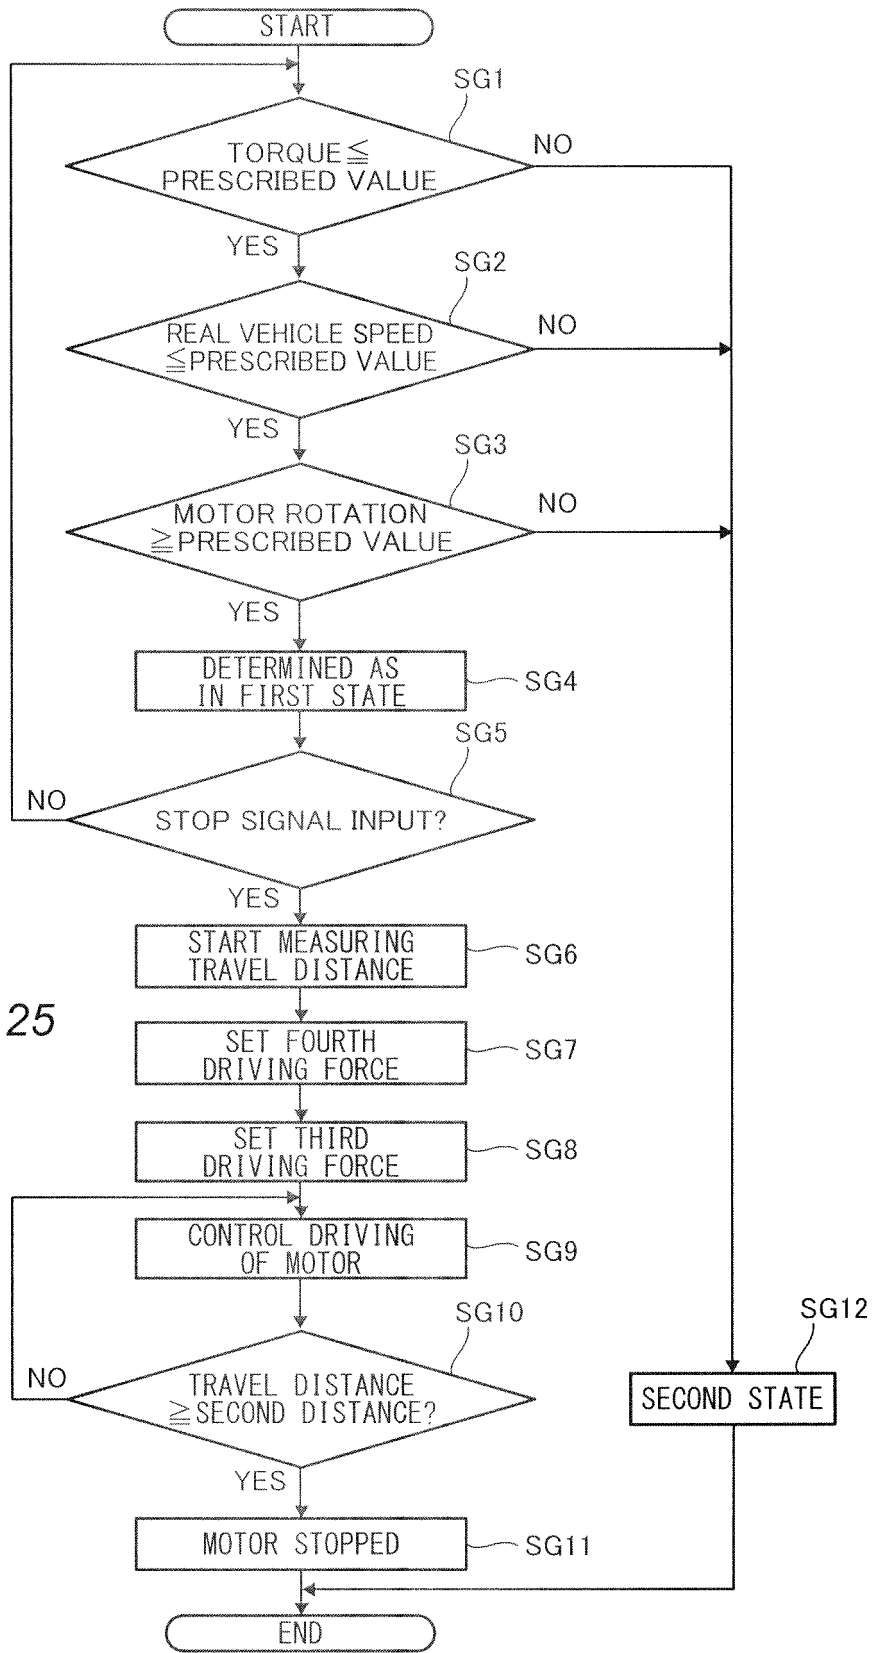 START
SG1
TORQUE≦
PRESCRIBED VALUE
NO
YES
SG2
REAL VEHICLE SPEED
≦PRESCRIBED VALUE
NO
YES
SG3
MOTOR ROTATION
≧PRESCRIBED VALUE
NO
YES
DETERMINED AS
IN FIRST STATE
SG4
SG5
STOP SIGNAL INPUT?
NO
YES
START MEASURING
TRAVEL DISTANCE
SG6
25
SET FOURTH
DRIVING FORCE
SG7
SET THIRD
DRIVING FORCE
SG8
CONTROL DRIVING
OF MOTOR
SG9
SG10
TRAVEL DISTANCE
≧SECOND DISTANCE?
NO
YES
SG12
SECOND STATE
MOTOR STOPPED
SG11
END